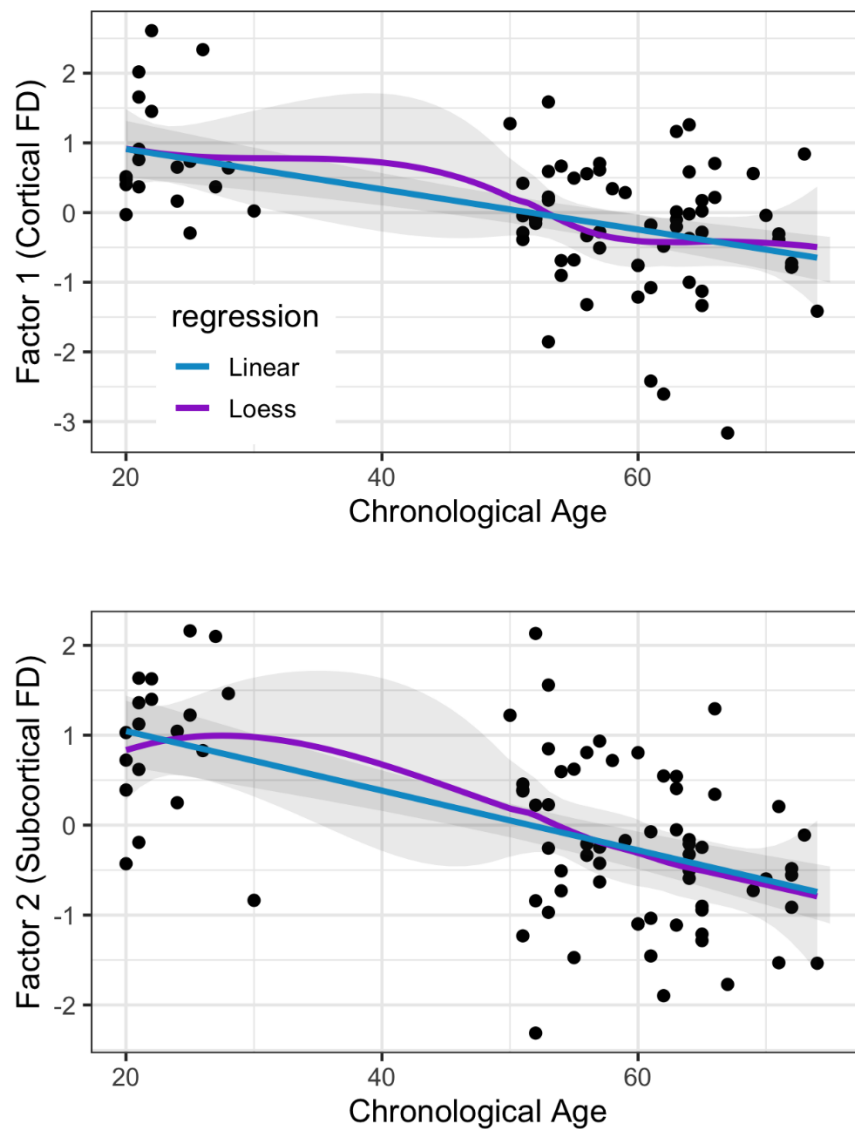 2
1
0
-1
-2
-3
Factor 1 (Cortical FD)
regression
Linear
Loess
20 40 60
Chronological Age
2
1
0
-1
-2
Factor 2 (Subcortical FD)
20 40 60
Chronological Age